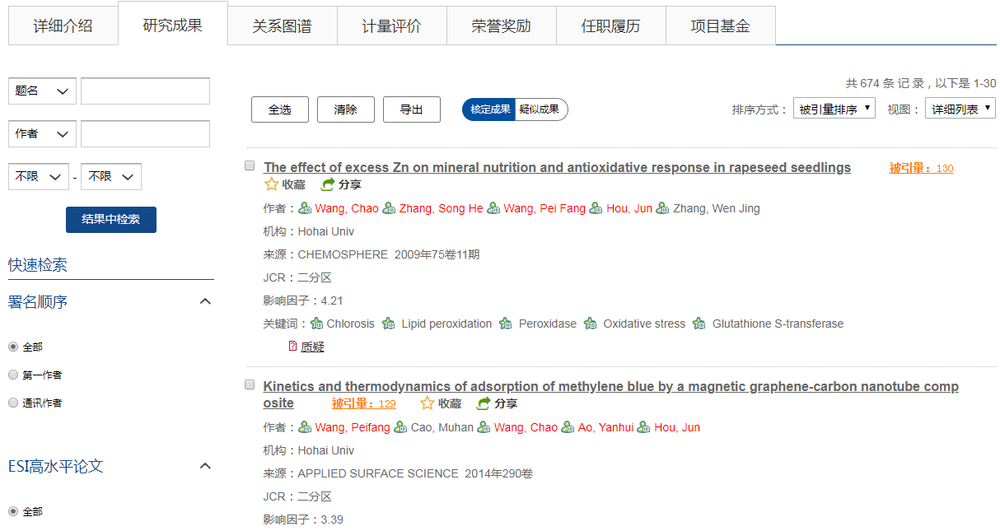 详细介绍 研究成果 关系图谱 计量评价 荣誉奖励 任职履历 项目基金
题名
作者
不限 - 不限
结果中检索
快速检索
署名顺序
全部
第一作者
通讯作者
ESI高水平论文
全部
共 674 条 记 录，以下是 1-30
全选 清除 导出 核定成果 疑似成果 排序方式： 被引量排序 视图： 详细列表
The effect of excess Zn on mineral nutrition and antioxidative response in rapeseed seedlings 被引量：130
收藏 分享
作者： Wang, Chao Zhang, Song He Wang, Pei Fang Hou, Jun Zhang, Wen Jing
机构：Hohai Univ
来源：CHEMOSPHERE 2009年75卷11期
JCR：二分区
影响因子：4.21
关键词： Chlorosis Lipid peroxidation Peroxidase Oxidative stress Glutathione S-transferase
质疑
Kinetics and thermodynamics of adsorption of methylene blue by a magnetic graphene-carbon nanotube comp
osite 被引量：129 收藏 分享
作者： Wang, Peifang Cao, Muhan Wang, Chao Ao, Yanhui Hou, Jun
机构：Hohai Univ
来源：APPLIED SURFACE SCIENCE 2014年290卷
JCR：二分区
影响因子：3.39